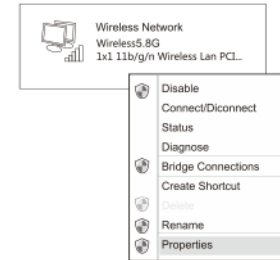 Wireless Network
Wireless5.8G
1x1 11b/g/n Wireless Lan PCI...
Disable
Connect/Diconnect
Status
Diagnose
Bridge Connections
Create Shortcut
Delete
Rename
Properties